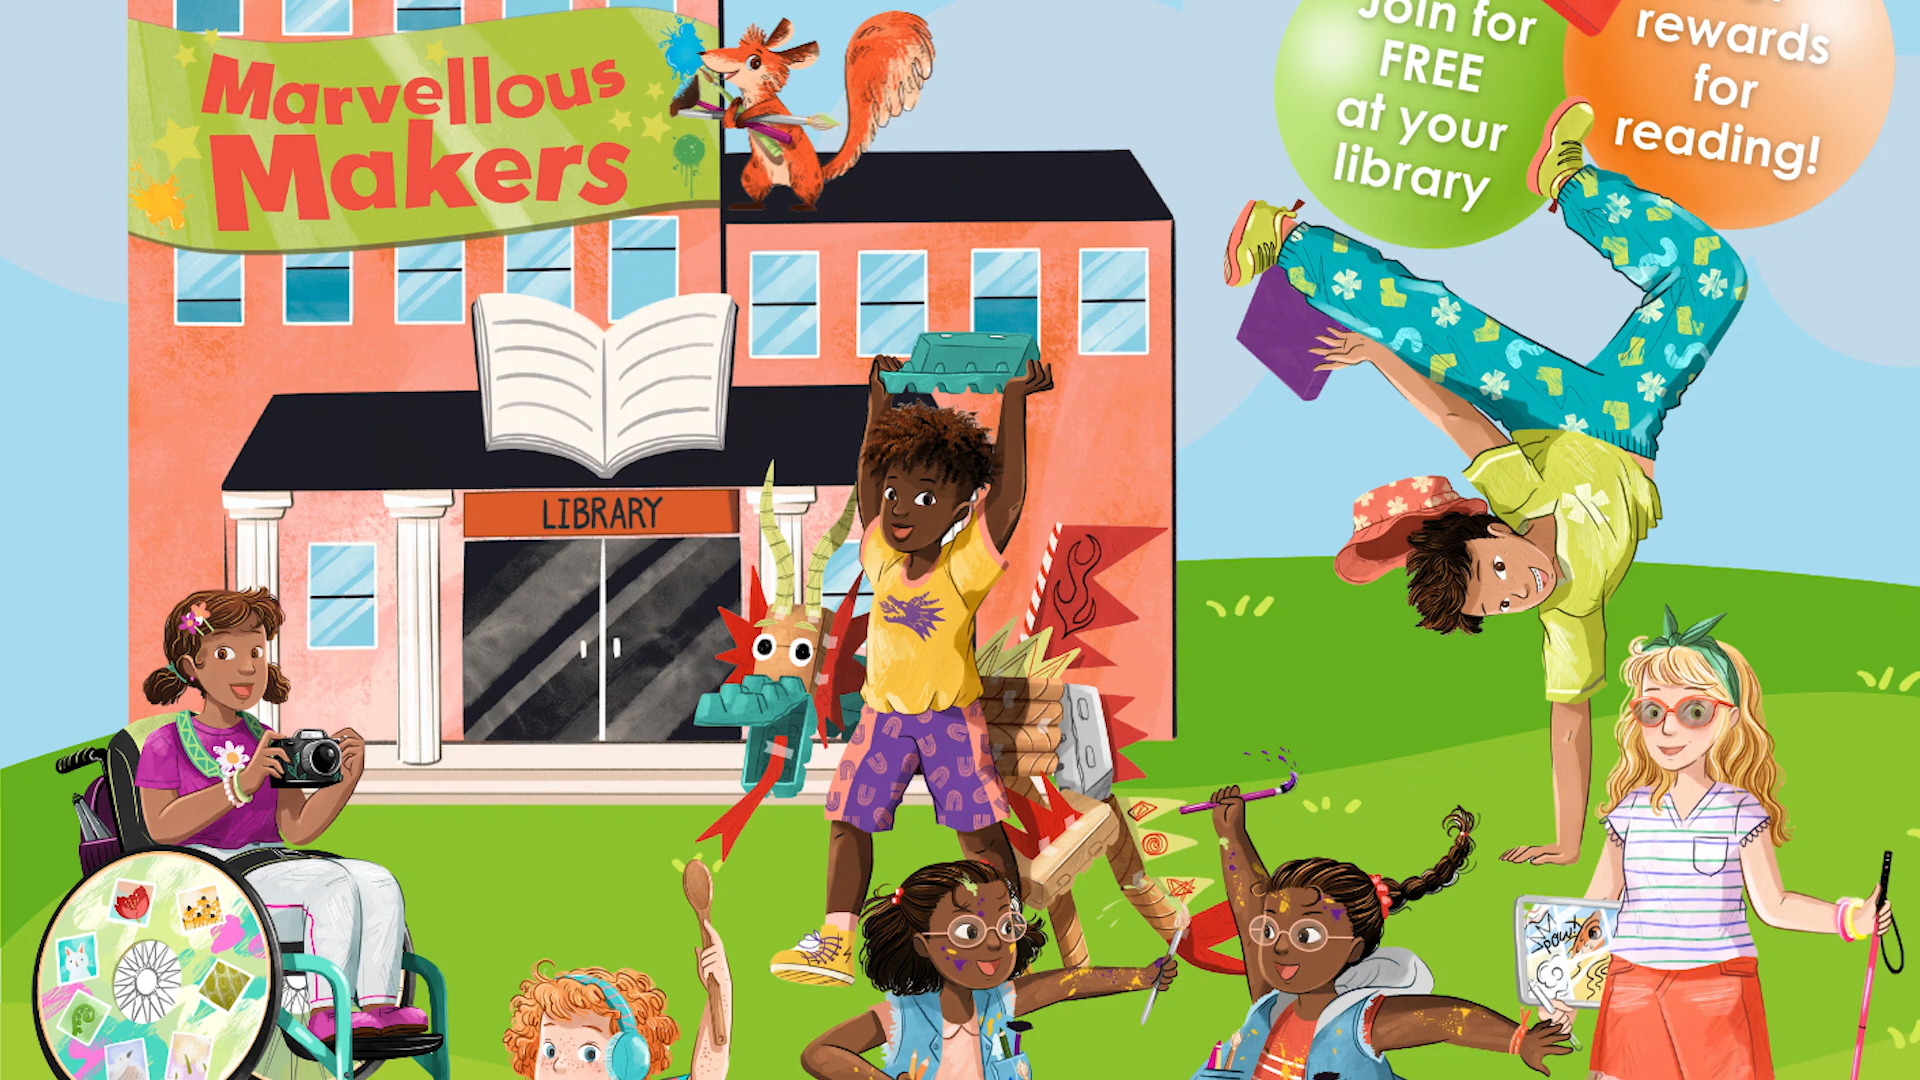 Marvellous
Makers
Join for
FREE
at your
library
rewards
for
reading!
LIBRARY
POW!